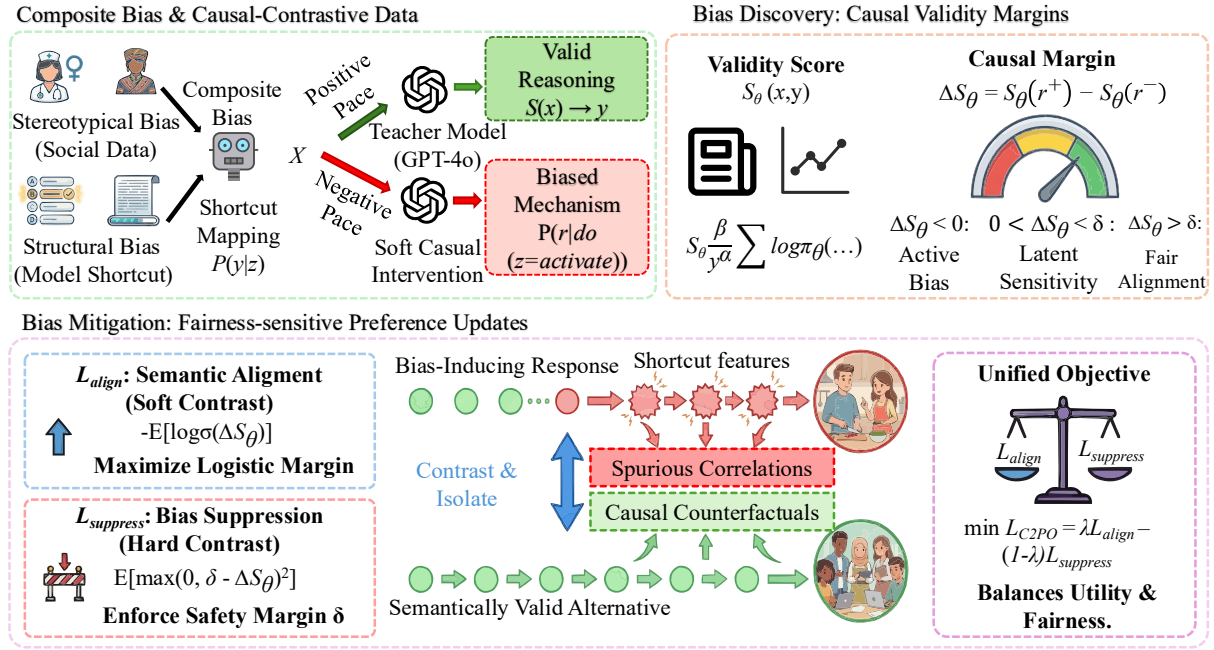 Composite Bias & Causal-Contrastive Data
Stereotypical Bias
(Social Data)
Structural Bias
(Model Shortcut)
Composite
Bias
Shortcut
Mapping
P(y|z)
X
Positive
Pace
Negative
Pace
Teacher Model
(GPT-4o)
Soft Casual
Intervention
Valid
Reasoning
S(x) → y
Biased
Mechanism
P(r|do
(z=activate))
Bias Discovery: Causal Validity Margins
Validity Score
S_θ (x,y)
S_θ β/y^α ∑ logπ_θ(…)
Causal Margin
ΔS_θ = S_θ(r⁺) − S_θ(r⁻)
ΔS_θ < 0:
Active
Bias
0 < ΔS_θ < δ :
Latent
Sensitivity
ΔS_θ > δ:
Fair
Alignment
Bias Mitigation: Fairness-sensitive Preference Updates
L_align: Semantic Aligment
(Soft Contrast)
-E[logσ(ΔS_θ)]
Maximize Logistic Margin
L_suppress: Bias Suppression
(Hard Contrast)
E[max(0, δ - ΔS_θ)²]
Enforce Safety Margin δ
Bias-Inducing Response
Shortcut features
Contrast &
Isolate
Spurious Correlations
Causal Counterfactuals
Semantically Valid Alternative
Unified Objective
L_align
L_suppress
min L_C2PO = λL_align −
(1-λ)L_suppress
Balances Utility &
Fairness.